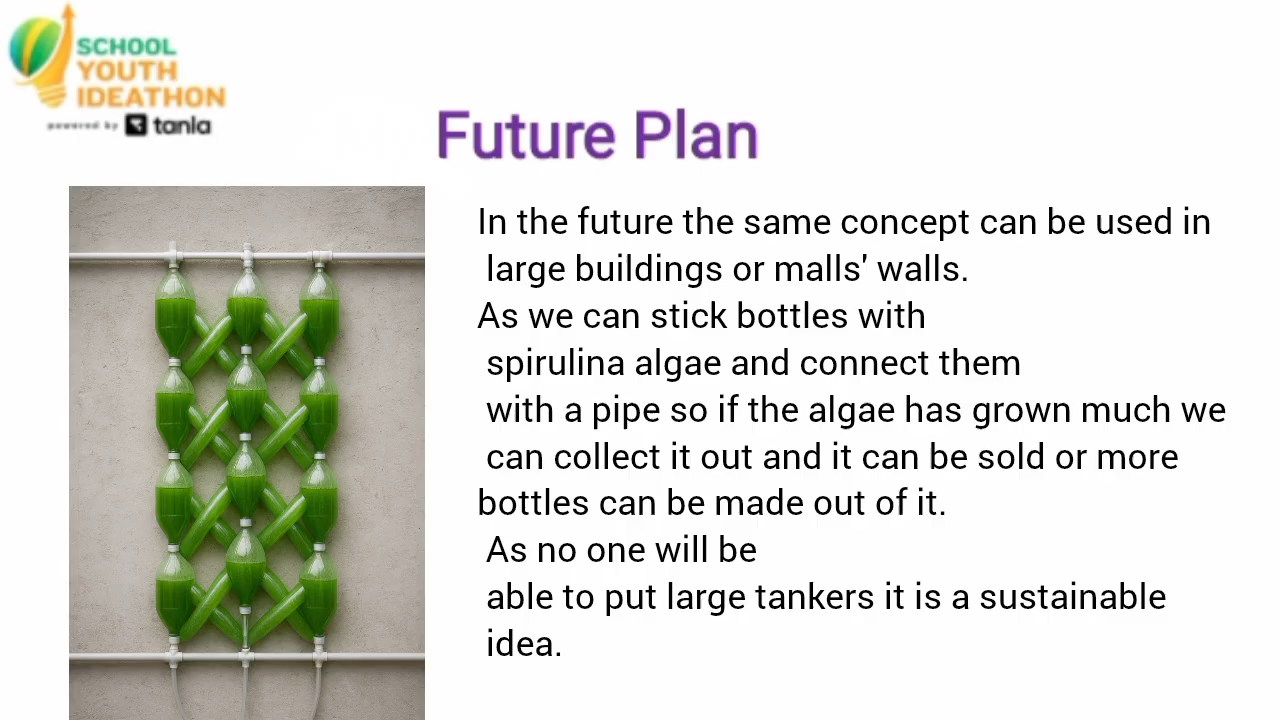 SCHOOL
YOUTH
IDEATHON
powered by tanla
Future Plan
In the future the same concept can be used in
large buildings or malls' walls.
As we can stick bottles with
spirulina algae and connect them
with a pipe so if the algae has grown much we
can collect it out and it can be sold or more
bottles can be made out of it.
As no one will be
able to put large tankers it is a sustainable
idea.